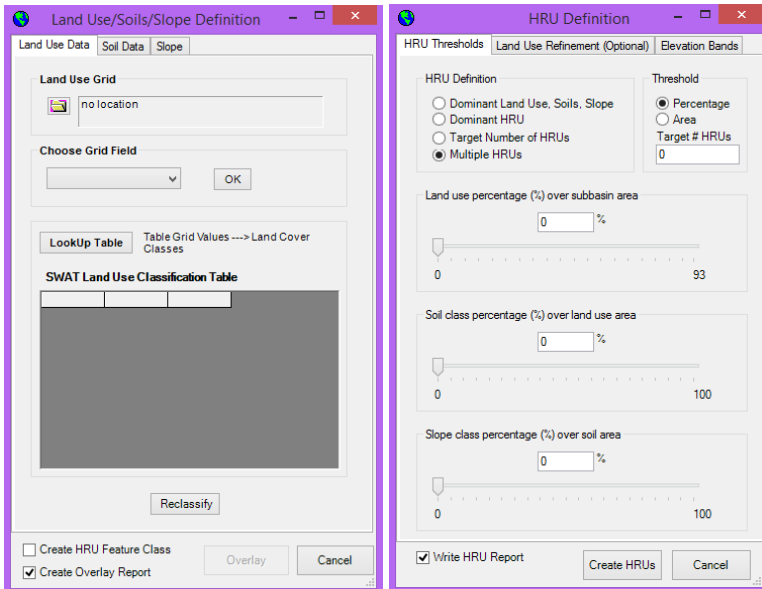 Land Use/Soils/Slope Definition
Land Use Data
Soil Data
Slope
Land Use Grid
no location
Choose Grid Field
OK
LookUp Table
Table Grid Values ---> Land Cover
Classes
SWAT Land Use Classification Table
Reclassify
Create HRU Feature Class
Create Overlay Report
Overlay
Cancel
HRU Definition
HRU Thresholds
Land Use Refinement (Optional)
Elevation Bands
HRU Definition
Dominant Land Use, Soils, Slope
Dominant HRU
Target Number of HRUs
Multiple HRUs
Threshold
Percentage
Area
Target # HRUs
0
Land use percentage (%) over subbasin area
0 %
0 93
Soil class percentage (%) over land use area
0 %
0 100
Slope class percentage (%) over soil area
0 %
0 100
Write HRU Report
Create HRUs
Cancel